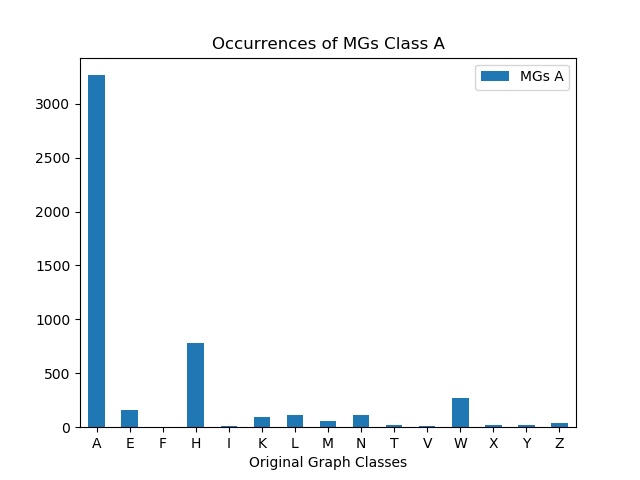 Occurrences of MGs Class A
MGs A
3000
2500
2000
1500
1000
500
0
A E F H I K L M N T V W X Y Z
Original Graph Classes